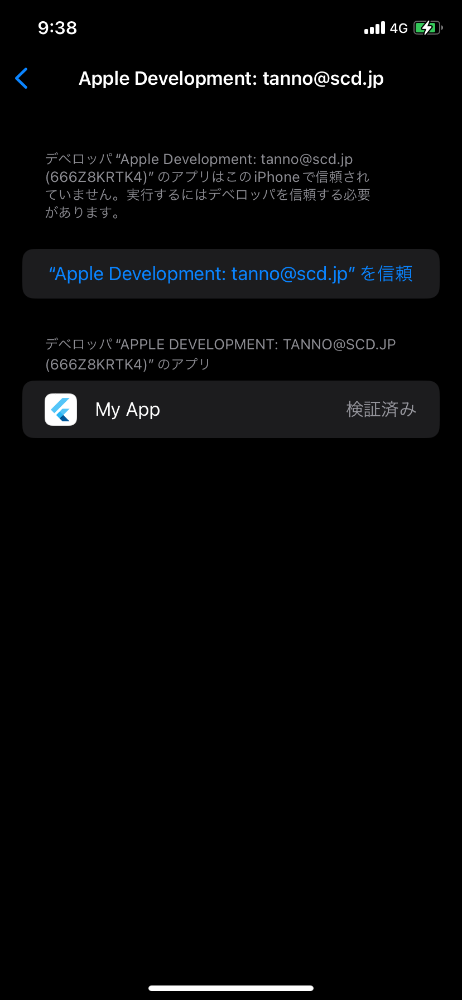 9:38
4G
Apple Development: tanno@scd.jp
デベロッパ“Apple Development: tanno@scd.jp
(666Z8KRTK4)”のアプリはこのiPhoneで信頼され
ていません。実行するにはデベロッパを信頼する必要
があります。
“Apple Development: tanno@scd.jp”を信頼
デベロッパ“APPLE DEVELOPMENT: TANNO@SCD.JP
(666Z8KRTK4)”のアプリ
My App 検証済み